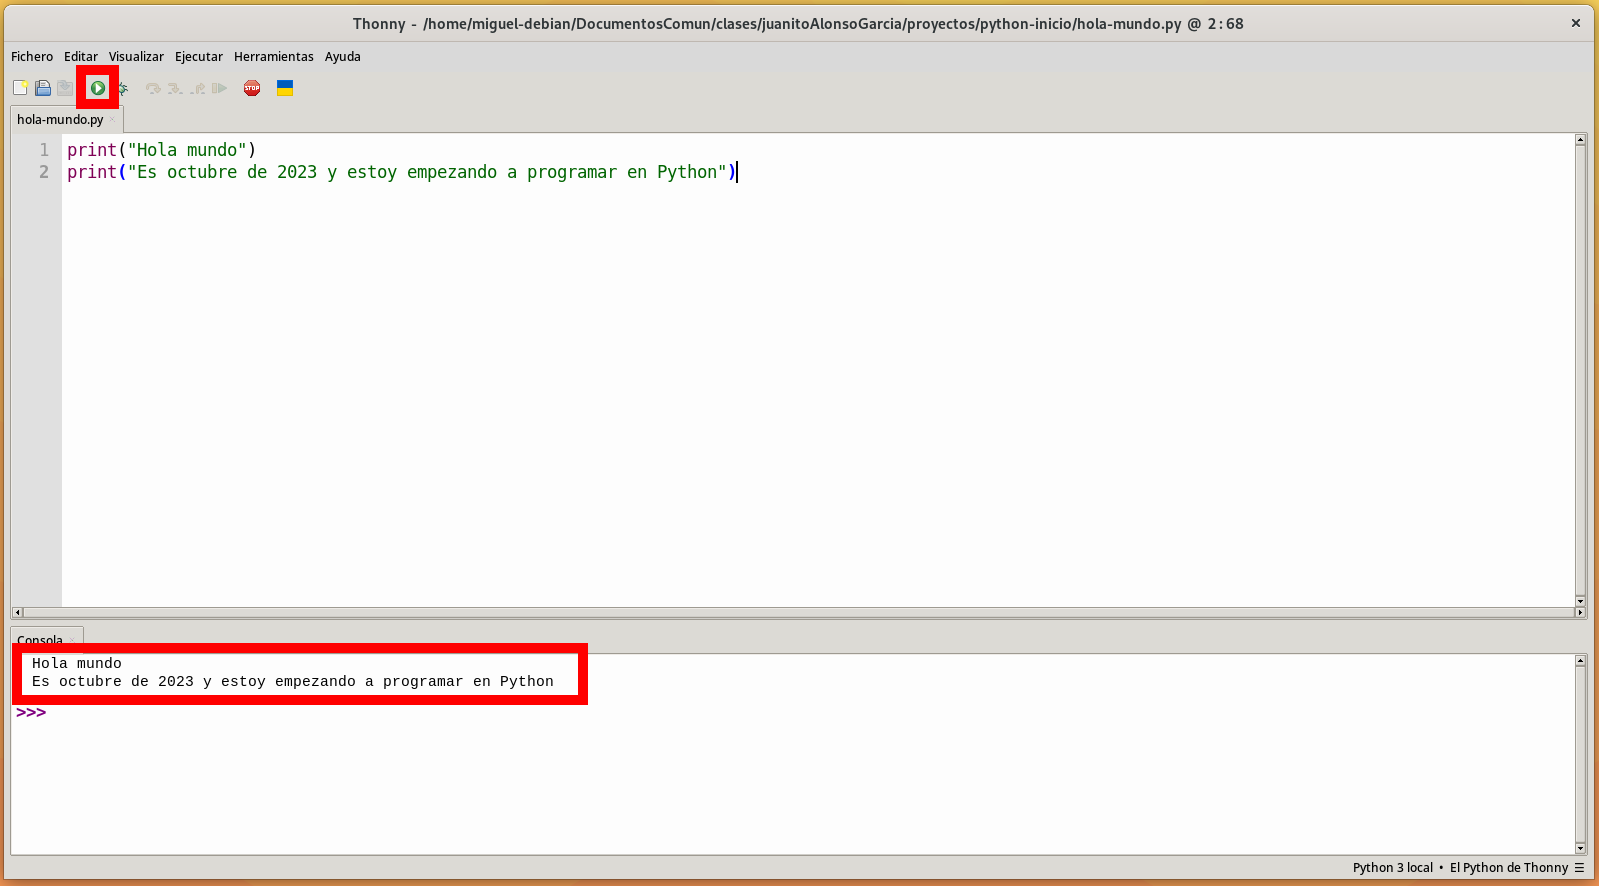 Thonny - /home/miguel-debian/DocumentosComun/clases/juanitoAlonsoGarcia/proyectos/python-inicio/hola-mundo.py @ 2:68
Fichero Editar Visualizar Ejecutar Herramientas Ayuda
STOP
hola-mundo.py
1 print("Hola mundo")
2 print("Es octubre de 2023 y estoy empezando a programar en Python")
Consola
Hola mundo
Es octubre de 2023 y estoy empezando a programar en Python
>>>
Python 3 local • El Python de Thonny ☰